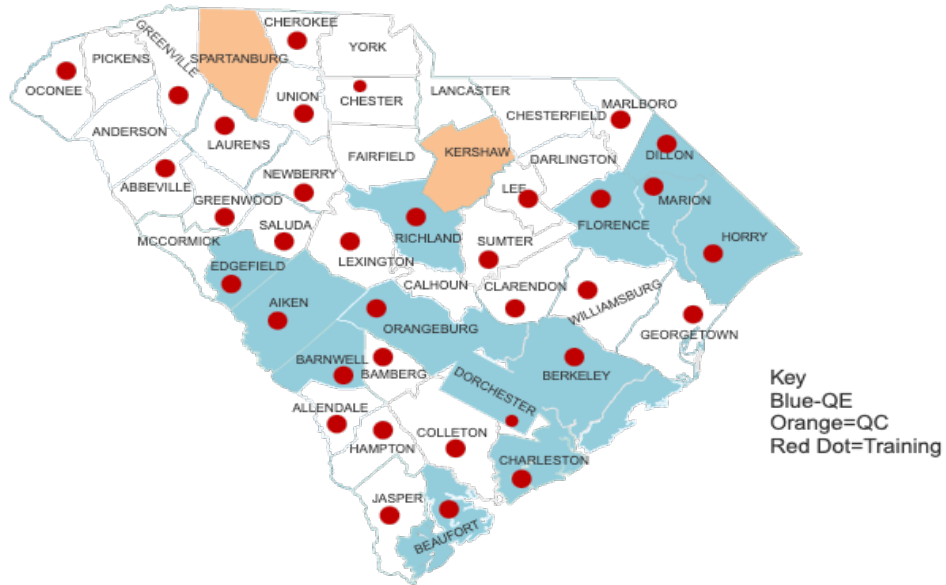 CHEROKEE
GREENVILLE
YORK
PICKENS
SPARTANBURG
OCONEE
UNION
CHESTER
LANCASTER
MARLBORO
CHESTERFIELD
ANDERSON
LAURENS
FAIRFIELD
KERSHAW
DARLINGTON
DILLON
ABBEVILLE
NEWBERRY
LEE
GREENWOOD
MARION
SALUDA
FLORENCE
MCCORMICK
RICHLAND
HORRY
SUMTER
EDGEFIELD
LEXINGTON
CALHOUN
CLARENDON
AIKEN
WILLIAMSBURG
ORANGEBURG
GEORGETOWN
BARNWELL
BAMBERG
BERKELEY
DORCHESTER
ALLENDALE
COLLETON
HAMPTON
CHARLESTON
JASPER
BEAUFORT
Key
Blue-QE
Orange=QC
Red Dot=Training